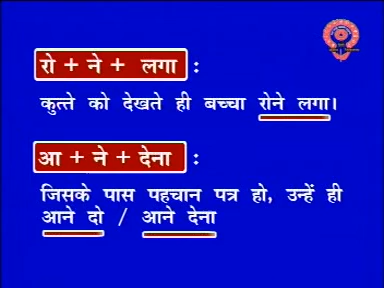 रो + ने + लगा :
कुत्ते को देखते ही बच्चा रोने लगा।
आ + ने + देना :
जिसके पास पहचान पत्र हो, उन्हें ही
आने दो / आने देना